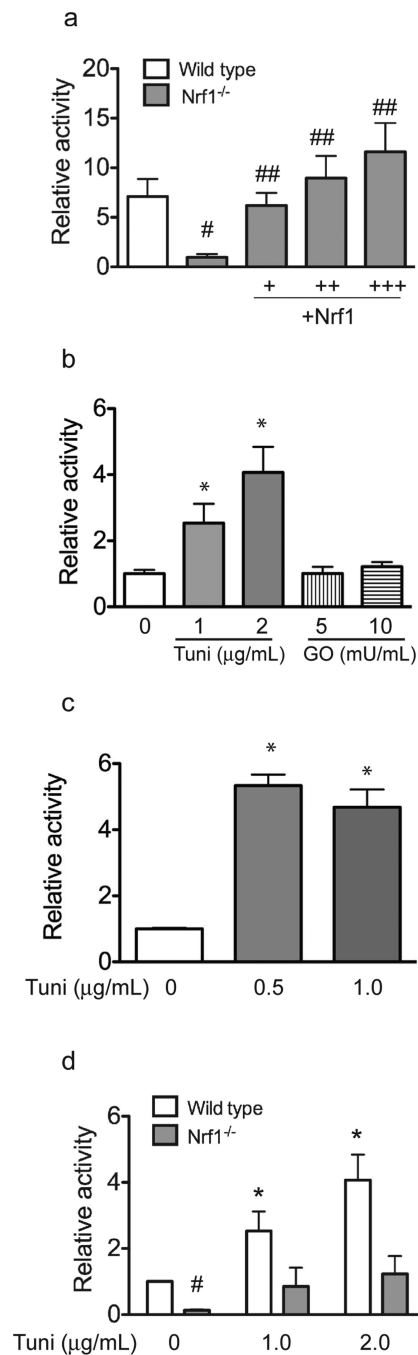 a
20
15
10
5
0
Relative activity
Wild type
Nrf1-/-
#
##
##
##
+ ++ +++
+Nrf1
b
6
4
2
0
Relative activity
*
*
0 1 2 5 10
Tuni (μg/mL) GO (mU/mL)
c
6
4
2
0
Relative activity
*
*
Tuni (μg/mL) 0 0.5 1.0
d
6
4
2
0
Relative activity
Wild type
Nrf1-/-
#
*
*
Tuni (μg/mL) 0 1.0 2.0